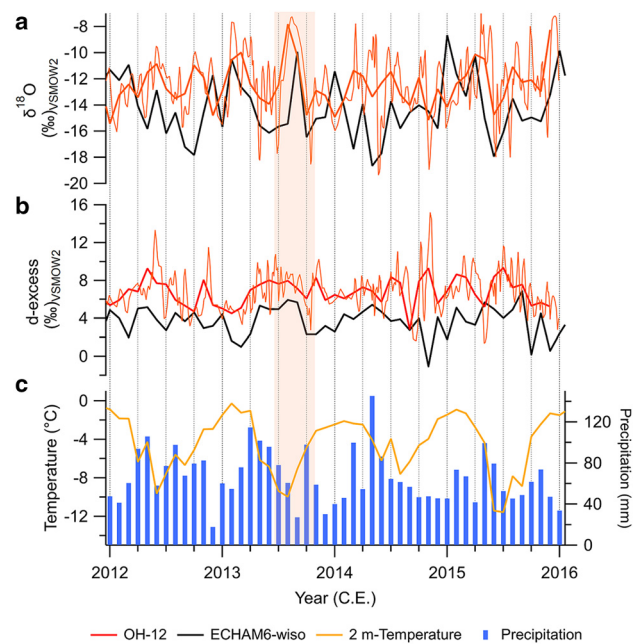 a
-8
-10
-12
-14
-16
-18
-20
δ18O
(‰)VSMOW2
b
16
12
8
4
0
d-excess
(‰)VSMOW2
c
0
-4
-8
-12
Temperature (°C)
120
80
40
0
Precipitation (mm)
2012 2013 2014 2015 2016
Year (C.E.)
OH-12 ECHAM6-wiso 2 m-Temperature Precipitation